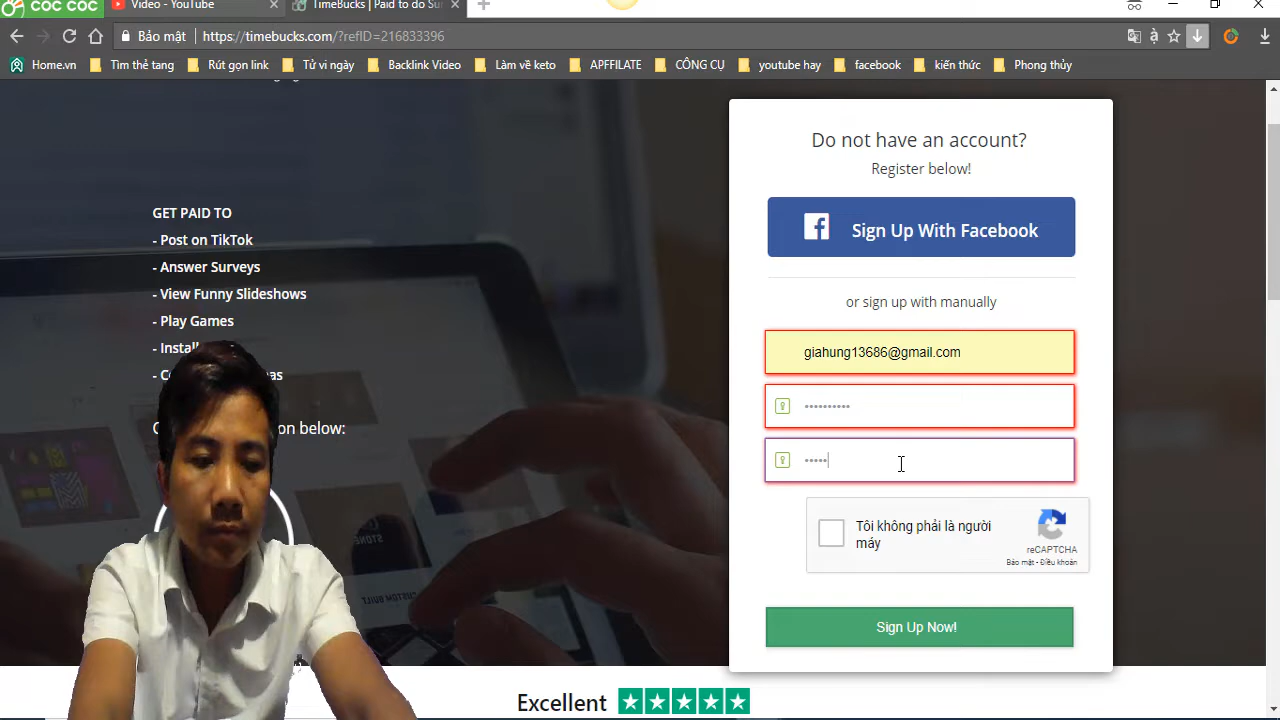 cốc cốc
Video - YouTube
TimeBucks | Paid to do Sur
Bảo mật
https://timebucks.com/?refID=216833396
Home.vn
Tìm thẻ tang
Rút gọn link
Tử vi ngày
Backlink Video
Làm về keto
APFFILATE
CÔNG CỤ
youtube hay
facebook
kiến thức
Phong thủy
GET PAID TO
- Post on TikTok
- Answer Surveys
- View Funny Slideshows
- Play Games
- Instal
on below:
Do not have an account?
Register below!
Sign Up With Facebook
or sign up with manually
giahung13686@gmail.com
Tôi không phải là người
máy
reCAPTCHA
Bảo mật - Điều khoản
Sign Up Now!
Excellent